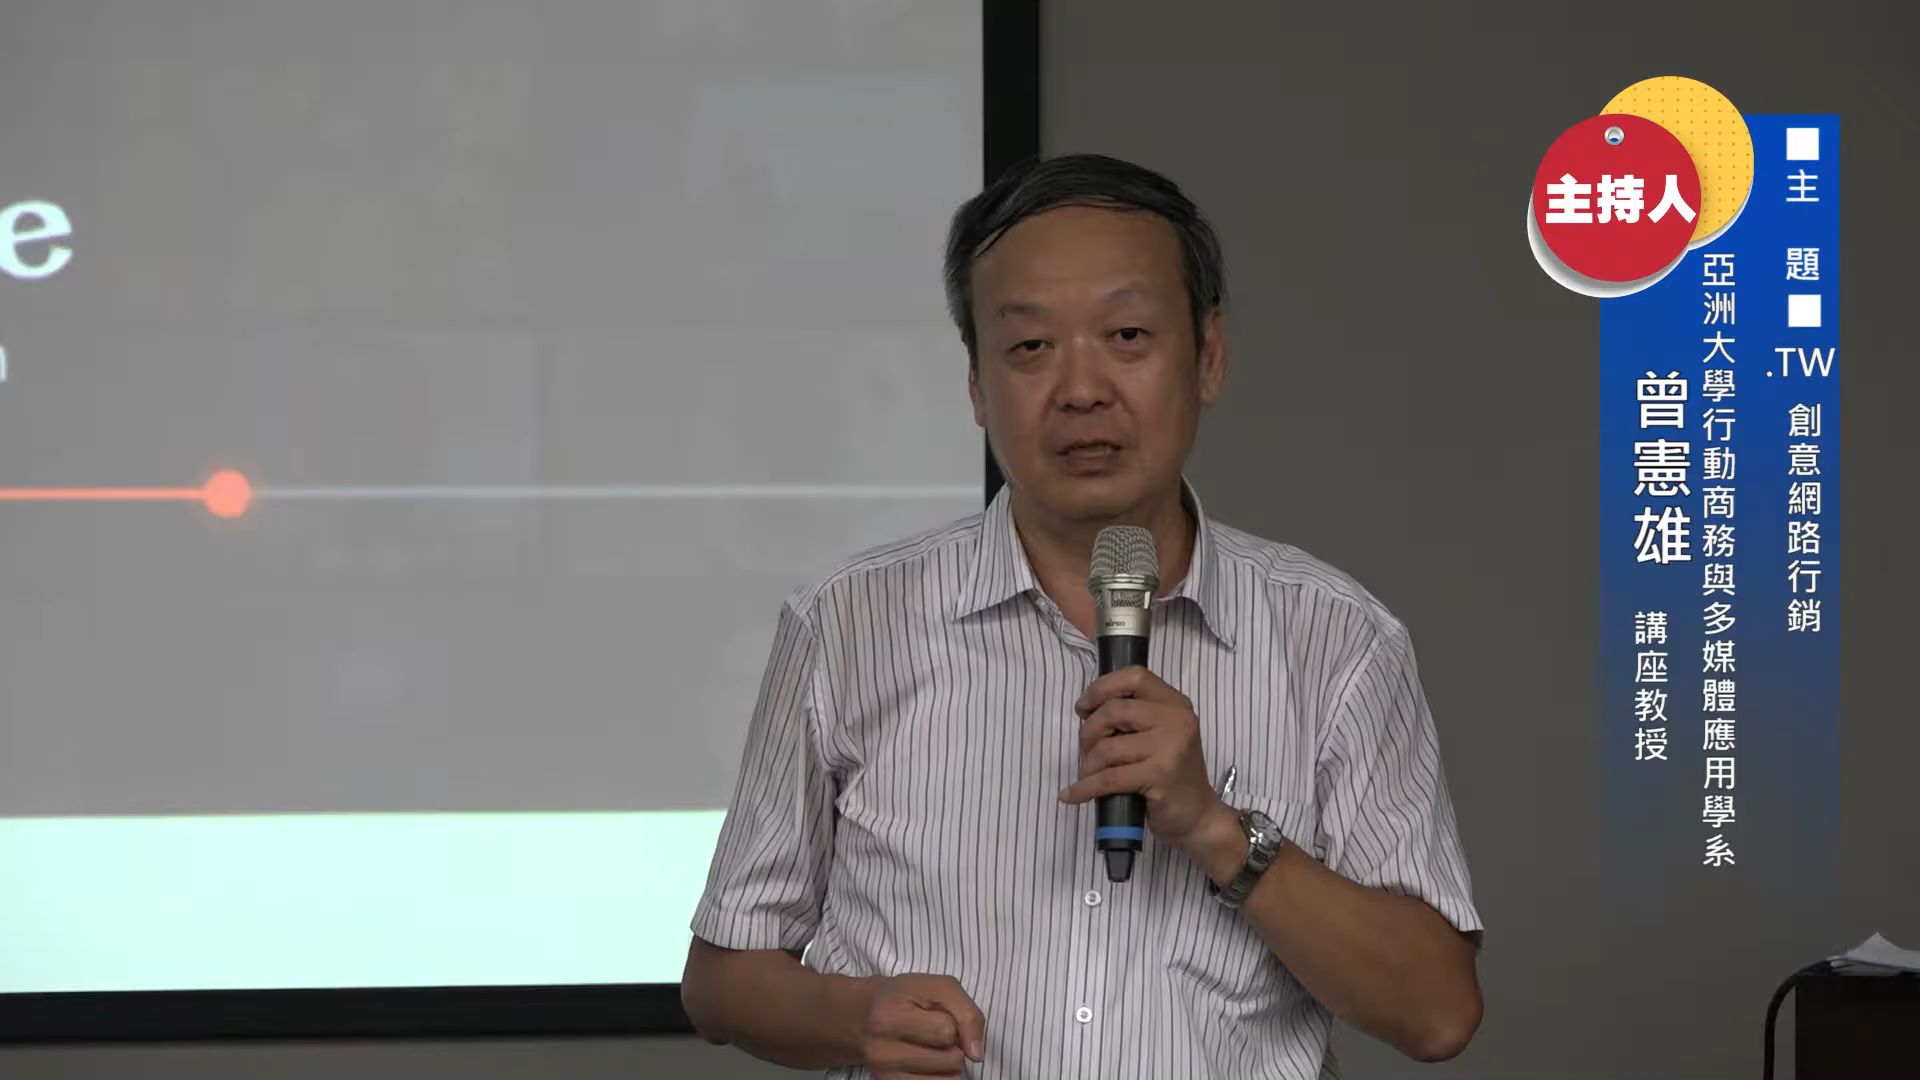 主持人
■主 題■
.TW 創意網路行銷
亞洲大學行動商務與多媒體應用學系
曾憲雄 講座教授
e